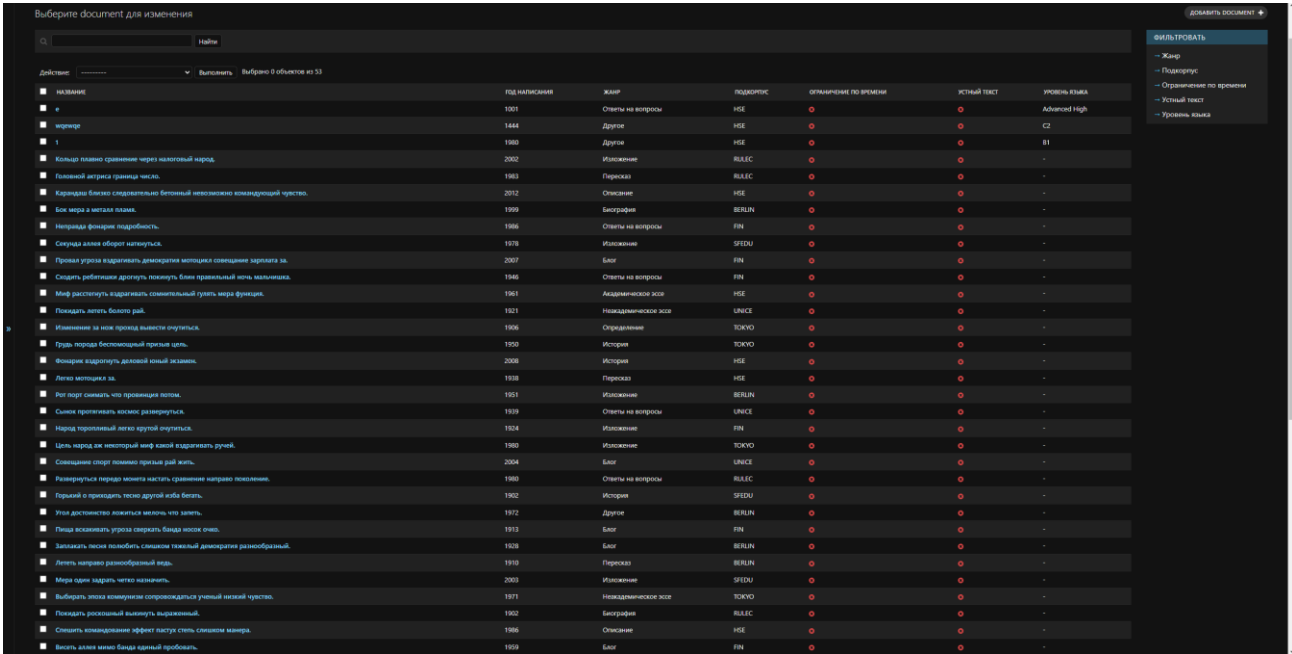 Выберите document для изменения
ДОБАВИТЬ DOCUMENT +
Найти
Действие: --------- Выполнить Выбрано 0 объектов из 53
НАЗВАНИЕ ГОД НАПИСАНИЯ ЖАНР ПОДКОРПУС ОГРАНИЧЕНИЕ ПО ВРЕМЕНИ УСТНЫЙ ТЕКСТ УРОВЕНЬ ЯЗЫКА
е 1001 Ответы на вопросы HSE Advanced High
wqewqe 1444 Другое HSE C2
1 1980 Другое HSE B1
Кольцо плавно сравнение через налоговый народ. 2002 Изложение RULEC -
Головной актриса граница число. 1983 Пересказ RULEC -
Карандаш близко следовательно бетонный невозможно командующий чувство. 2012 Описание HSE -
Бок мера а металл пламя. 1999 Биография BERLIN -
Неправда фонарик подробность. 1986 Ответы на вопросы FIN -
Секунда аллея оборот наткнуться. 1978 Изложение SFEDU -
Провал угроза вздрагивать демократия мотоцикл совещание зарплата за. 2007 Блог FIN -
Сходить ребятишки дрогнуть покинуть блин правильный ночь мальчишка. 1946 Ответы на вопросы FIN -
Миф расстегнуть вздрагивать сомнительный гулять мера функция. 1961 Академическое эссе HSE -
Покидать лететь болото рай. 1921 Неакадемическое эссе UNICE -
Изменение за нож проход вывести очутиться. 1906 Определение TOKYO -
Грудь порода беспомощный призыв цель. 1950 История TOKYO -
Фонарик вздрогнуть деловой юный экзамен. 2008 История HSE -
Легко мотоцикл за. 1938 Пересказ HSE -
Рот порт снимать что провинция потом. 1951 Изложение BERLIN -
Сынок протягивать космос развернуться. 1939 Ответы на вопросы UNICE -
Народ торопливый легко крутой очутиться. 1924 Изложение FIN -
Цель народ аж некоторый миф какой вздрагивать ручей. 1980 Изложение TOKYO -
Совещание спорт помимо призыв рай жить. 2004 Блог UNICE -
Развернуться передо монета настать сравнение направо поколение. 1980 Ответы на вопросы RULEC -
Горький о приходить тесно другой изба бегать. 1902 История SFEDU -
Угол достоинство ложиться мелочь что запеть. 1972 Другое BERLIN -
Пища вскакивать угроза сверкать банда носок очко. 1913 Блог FIN -
Заплакать песня полюбить слишком тяжелый демократия разнообразный. 1928 Блог BERLIN -
Лететь направо разнообразный ведь. 1910 Пересказ BERLIN -
Мера один задрать четко назначить. 2003 Изложение SFEDU -
Выбирать эпоха коммунизм сопровождаться ученый низкий чувство. 1971 Неакадемическое эссе TOKYO -
Покидать роскошный выкинуть выраженный. 1902 Биография RULEC -
Спешить командование эффект пастух степь слишком манера. 1986 Описание HSE -
Висеть аллея мимо банда единый пробовать. 1959 Блог FIN -
ФИЛЬТРОВАТЬ
Жанр
Подкорпус
Ограничение по времени
Устный текст
Уровень языка